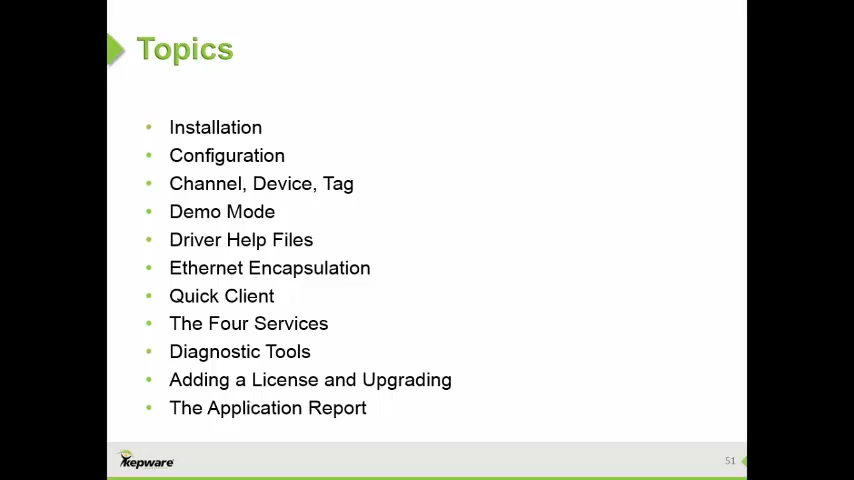 Topics
• Installation
• Configuration
• Channel, Device, Tag
• Demo Mode
• Driver Help Files
• Ethernet Encapsulation
• Quick Client
• The Four Services
• Diagnostic Tools
• Adding a License and Upgrading
• The Application Report
kepware
51